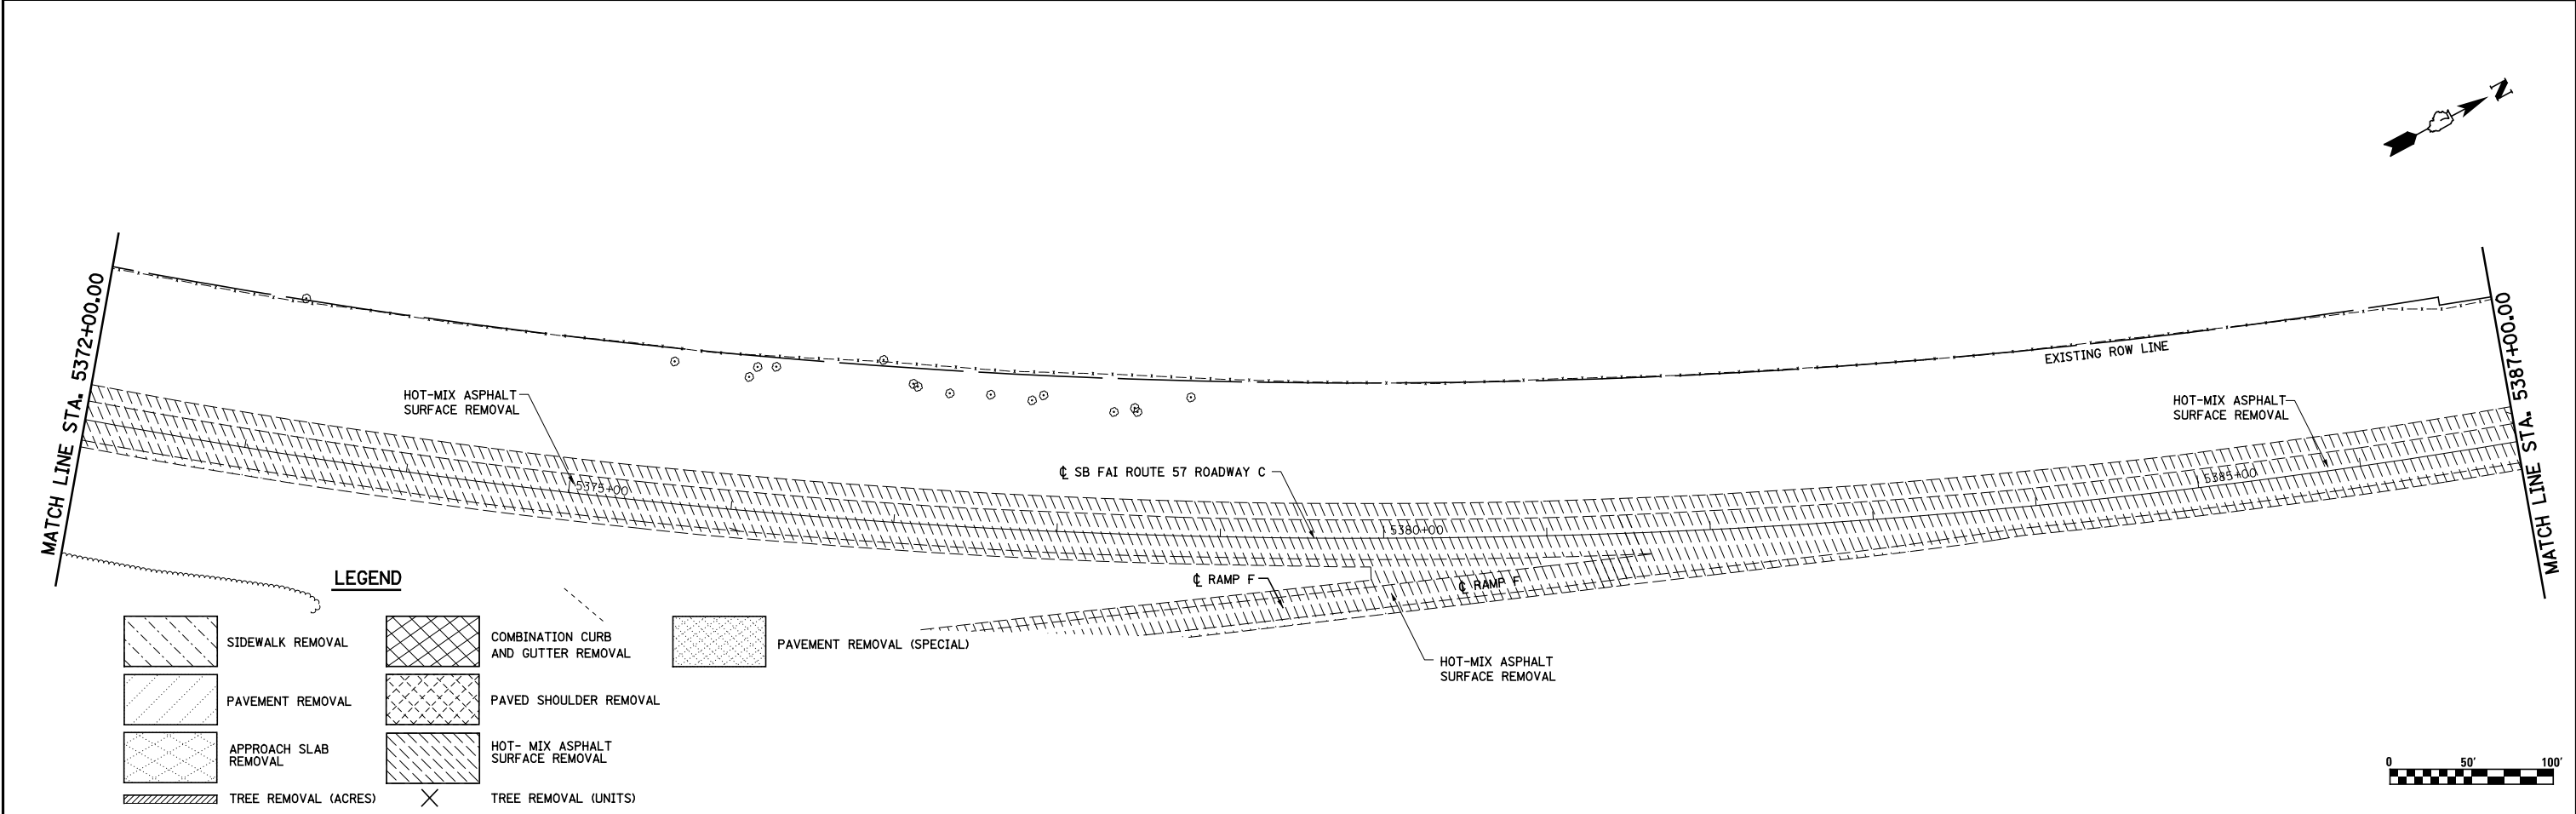 N
MATCH LINE STA. 5372+00.00
MATCH LINE STA. 5387+00.00
EXISTING ROW LINE
HOT-MIX ASPHALT
SURFACE REMOVAL
HOT-MIX ASPHALT
SURFACE REMOVAL
℄ SB FAI ROUTE 57 ROADWAY C
5375+00
5380+00
5385+00
℄ RAMP F
℄ RAMP F
HOT-MIX ASPHALT
SURFACE REMOVAL
LEGEND
SIDEWALK REMOVAL
COMBINATION CURB
AND GUTTER REMOVAL
PAVEMENT REMOVAL (SPECIAL)
PAVEMENT REMOVAL
PAVED SHOULDER REMOVAL
APPROACH SLAB
REMOVAL
HOT- MIX ASPHALT
SURFACE REMOVAL
TREE REMOVAL (ACRES)
TREE REMOVAL (UNITS)
0 50' 100'